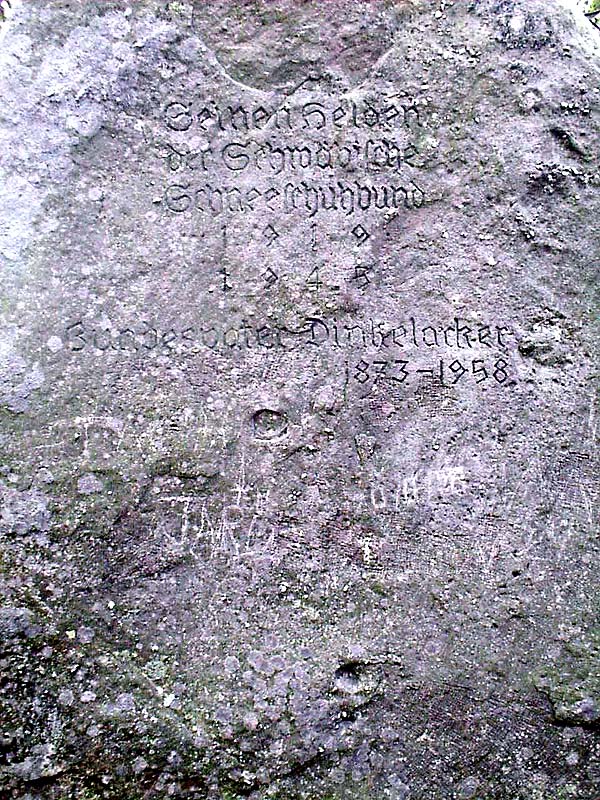 Seinen Helden
der Schwäbische
Schneeschuhbund
1 9 1 9
1 9 4 5
Bundesvater Dinkelacker
1873-1958